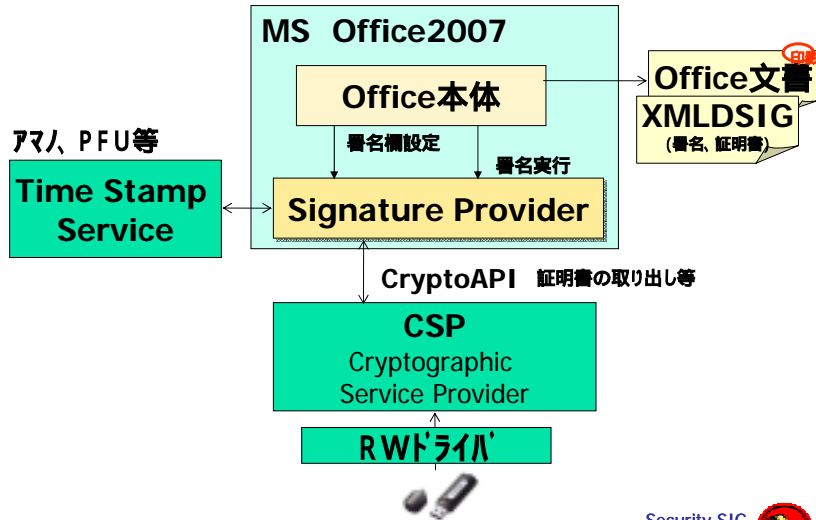 MS Office2007
Office本体
印影
Office文書
XMLDSIG
(署名、証明書)
署名欄設定
署名実行
アマノ、PFU等
Time Stamp
Service
Signature Provider
CryptoAPI 証明書の取り出し等
CSP
Cryptographic
Service Provider
RWドライバ
Security SIG